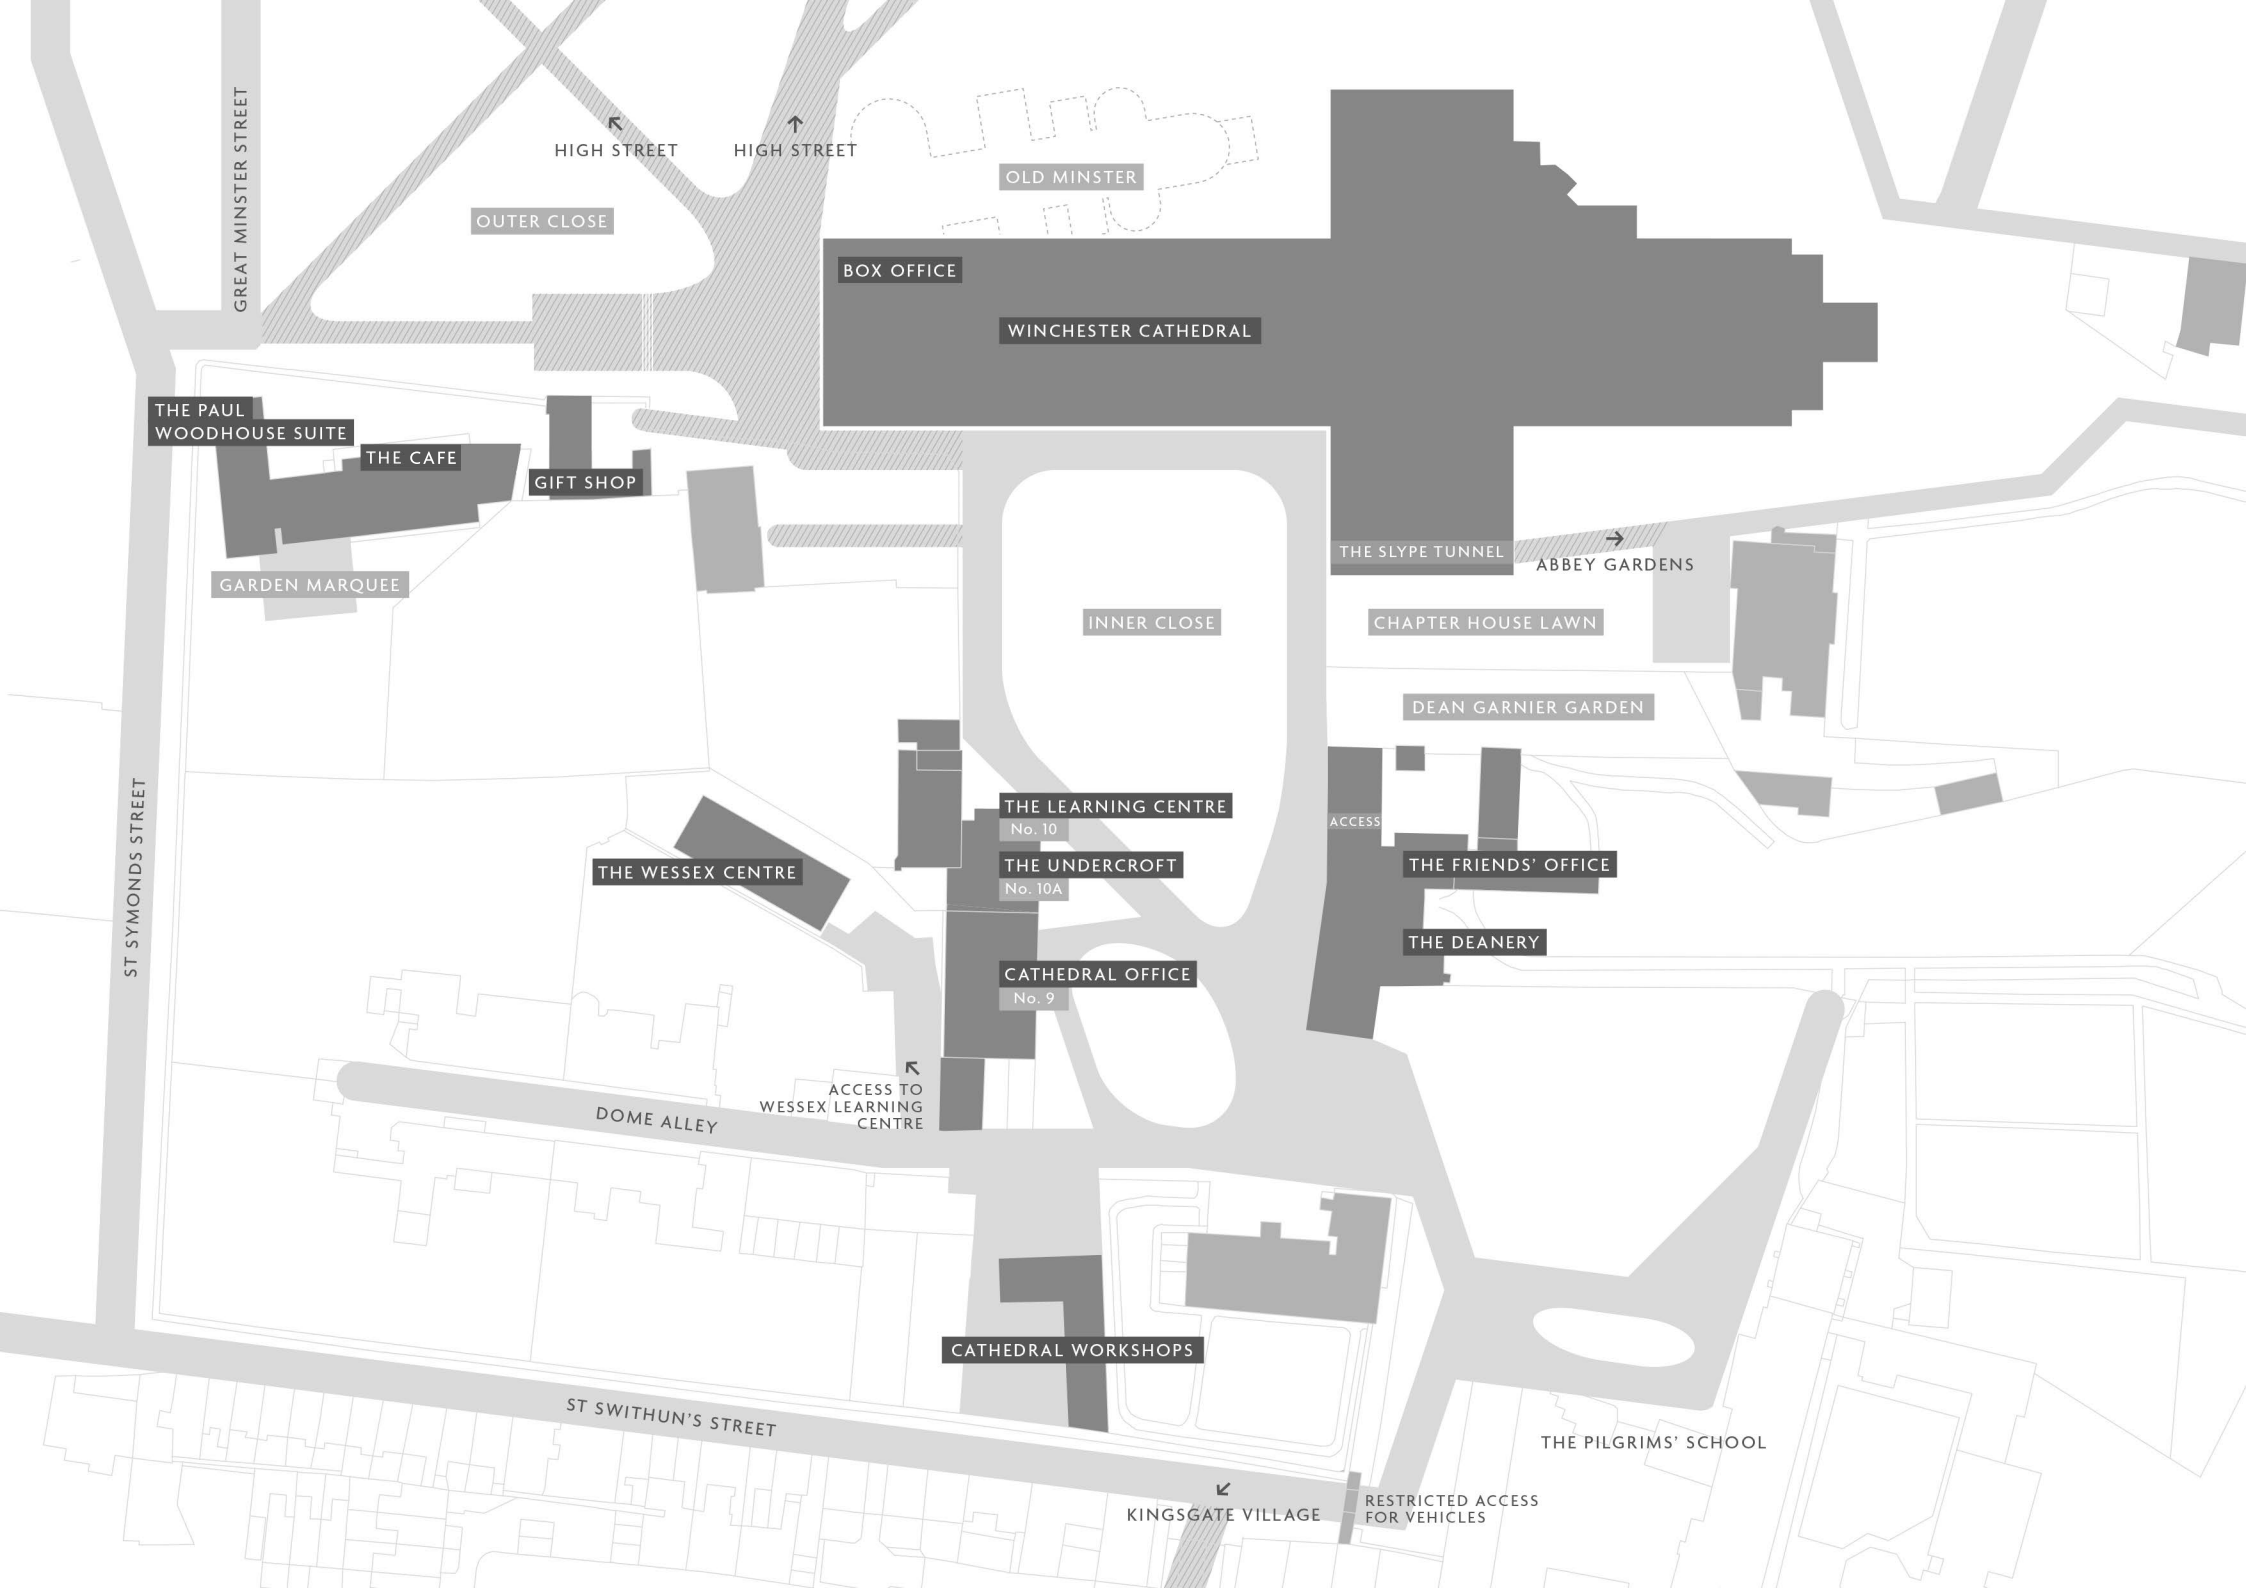 GREAT MINSTER STREET
HIGH STREET
HIGH STREET
OLD MINSTER
OUTER CLOSE
BOX OFFICE
WINCHESTER CATHEDRAL
THE PAUL
WOODHOUSE SUITE
THE CAFE
GIFT SHOP
GARDEN MARQUEE
THE SLYPE TUNNEL
ABBEY GARDENS
INNER CLOSE
CHAPTER HOUSE LAWN
DEAN GARNIER GARDEN
ST SYMONDS STREET
THE LEARNING CENTRE
No. 10
ACCESS
THE WESSEX CENTRE
THE UNDERCROFT
No. 10A
THE FRIENDS' OFFICE
THE DEANERY
CATHEDRAL OFFICE
No. 9
ACCESS TO
WESSEX LEARNING
CENTRE
DOME ALLEY
CATHEDRAL WORKSHOPS
ST SWITHUN'S STREET
THE PILGRIMS' SCHOOL
KINGSGATE VILLAGE
RESTRICTED ACCESS
FOR VEHICLES